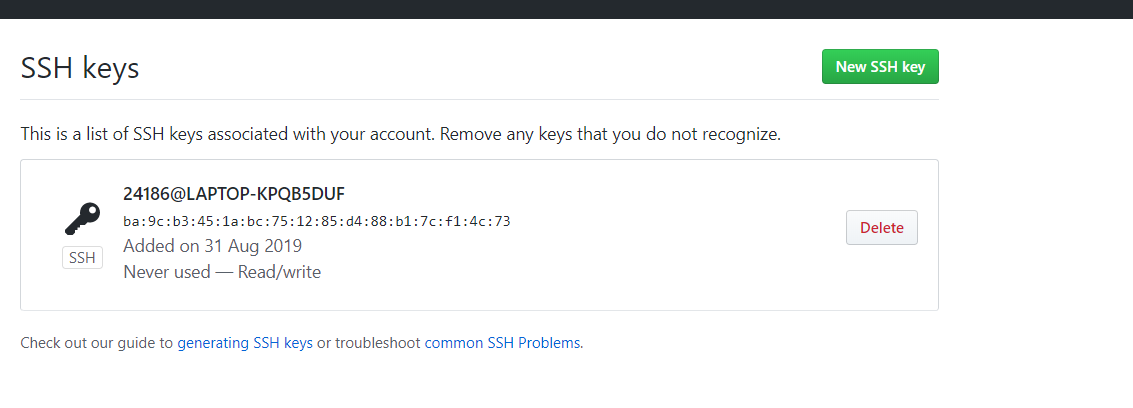 SSH keys
New SSH key
This is a list of SSH keys associated with your account. Remove any keys that you do not recognize.
24186@LAPTOP-KPQB5DUF
ba:9c:b3:45:1a:bc:75:12:85:d4:88:b1:7c:f1:4c:73
SSH
Added on 31 Aug 2019
Never used — Read/write
Delete
Check out our guide to generating SSH keys or troubleshoot common SSH Problems.